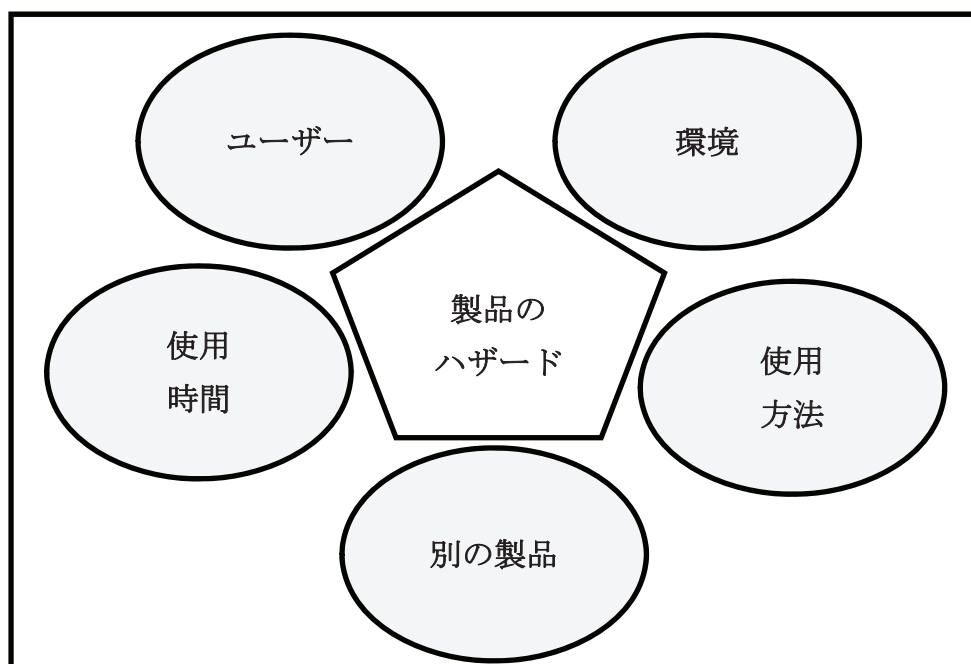 ユーザー
環境
製品の
ハザード
使用
時間
使用
方法
別の製品